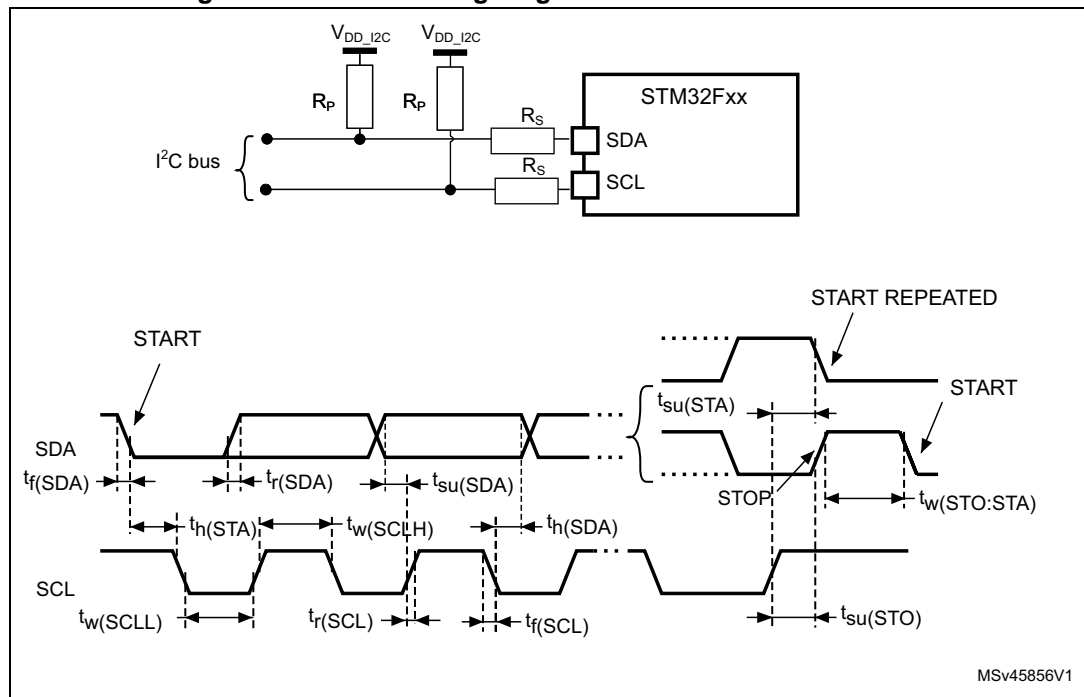 V_DD_I2C V_DD_I2C
STM32Fxx
R_P R_P
R_S
SDA
I²C bus
R_S
SCL
START REPEATED
START
START
t_su(STA)
SDA
t_f(SDA) t_r(SDA) t_su(SDA)
STOP
t_w(STO:STA)
t_h(STA) t_w(SCLH) t_h(SDA)
SCL
t_w(SCLL) t_r(SCL) t_f(SCL) t_su(STO)
MSv45856V1